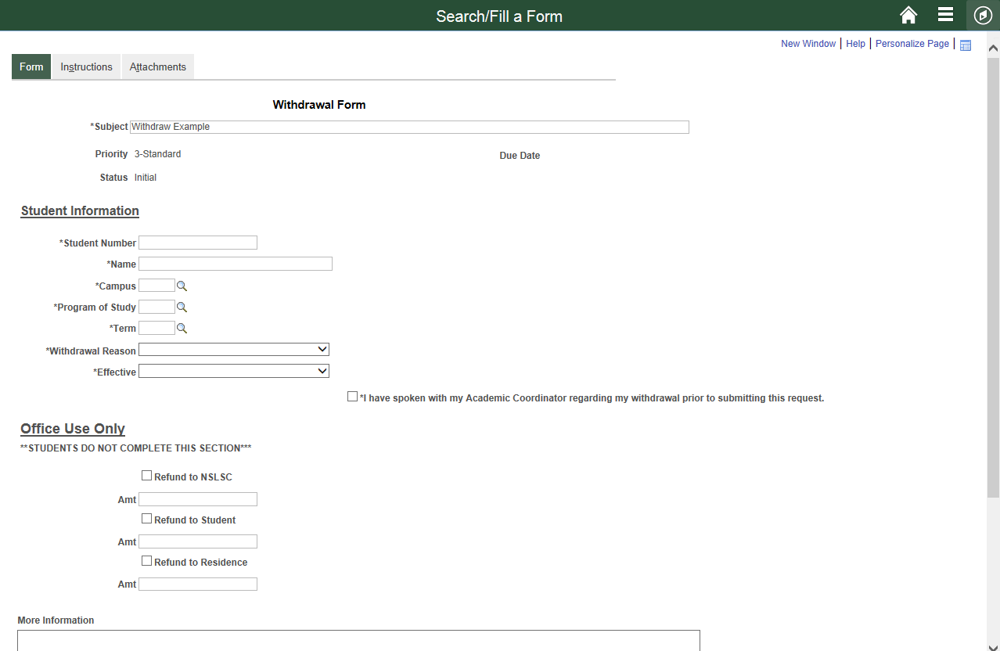 Search/Fill a Form
New Window | Help | Personalize Page |
Form Instructions Attachments
Withdrawal Form
*Subject Withdraw Example
Priority 3-Standard Due Date
Status Initial
Student Information
*Student Number
*Name
*Campus
*Program of Study
*Term
*Withdrawal Reason
*Effective
*I have spoken with my Academic Coordinator regarding my withdrawal prior to submitting this request.
Office Use Only
**STUDENTS DO NOT COMPLETE THIS SECTION***
Refund to NSLSC
Amt
Refund to Student
Amt
Refund to Residence
Amt
More Information